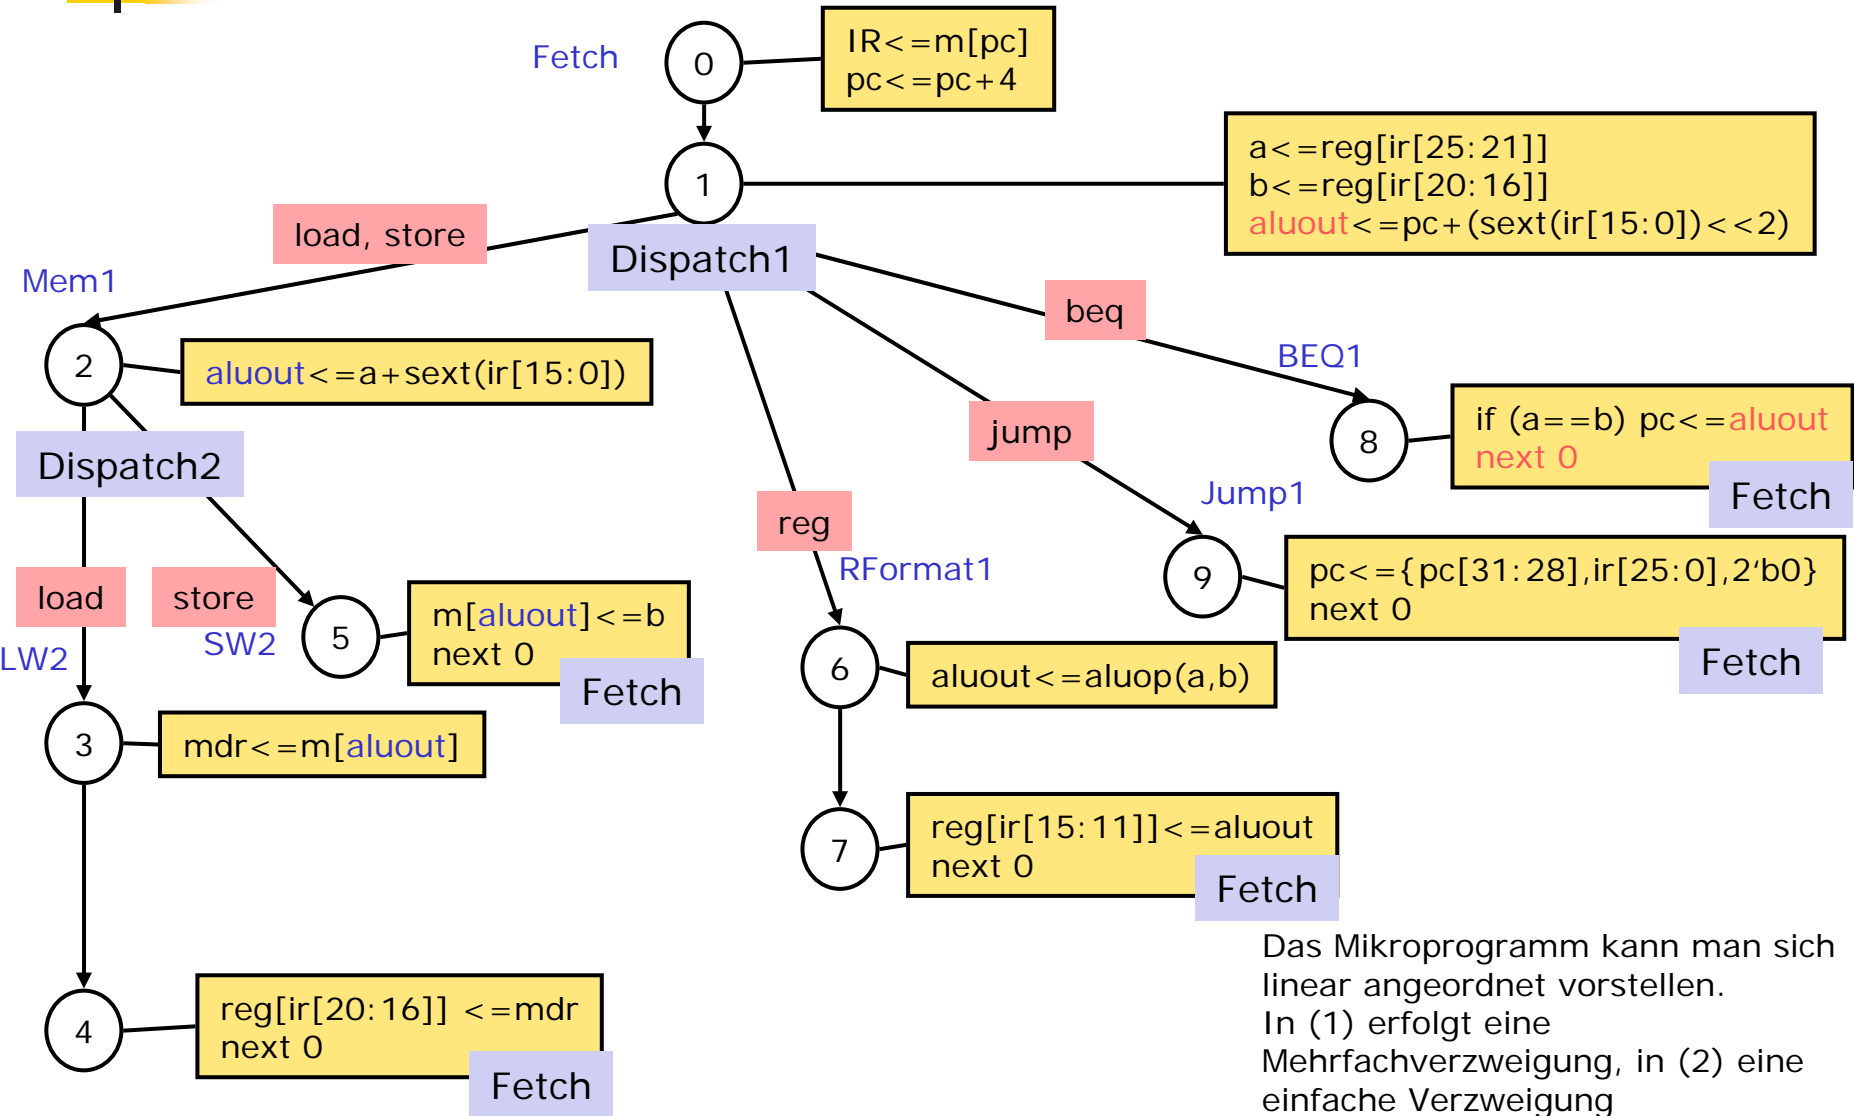 Fetch
0
IR<=m[pc]
pc<=pc+4
1
a<=reg[ir[25:21]]
b<=reg[ir[20:16]]
aluout<=pc+(sext(ir[15:0])<<2)
load, store
Dispatch1
Mem1
beq
2
aluout<=a+sext(ir[15:0])
BEQ1
8
if (a==b) pc<=aluout
next 0
Fetch
jump
Dispatch2
Jump1
reg
RFormat1
9
pc<={pc[31:28],ir[25:0],2‘b0}
next 0
Fetch
load
store
LW2
SW2
5
m[aluout]<=b
next 0
Fetch
6
aluout<=aluop(a,b)
3
mdr<=m[aluout]
7
reg[ir[15:11]]<=aluout
next 0
Fetch
4
reg[ir[20:16]] <=mdr
next 0
Fetch
Das Mikroprogramm kann man sich
linear angeordnet vorstellen.
In (1) erfolgt eine
Mehrfachverzweigung, in (2) eine
einfache Verzweigung